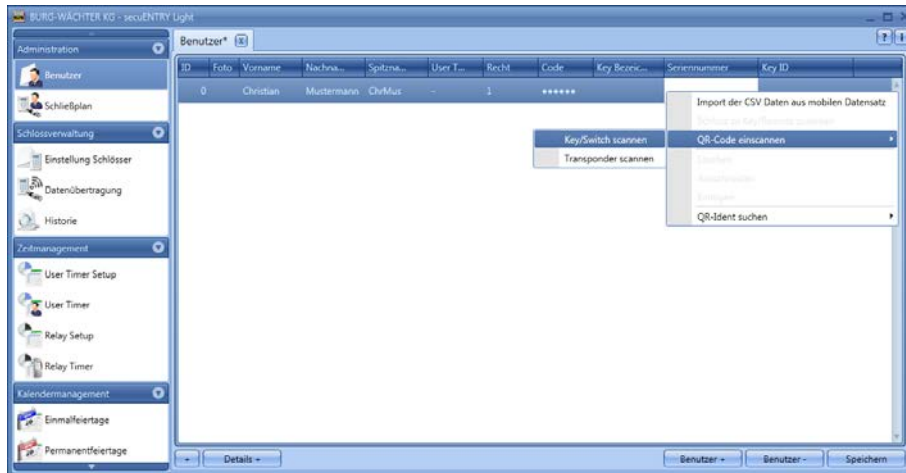 BURG-WÄCHTER KG - secuENTRY Light
Administration
Benutzer
Schließplan
Schlossverwaltung
Einstellung Schlösser
Datenübertragung
Historie
Zeitmanagement
User Timer Setup
User Timer
Relay Setup
Relay Timer
Kalendermanagement
Einmalfeiertage
Permanentfeiertage
Benutzer*
ID Foto Vorname Nachna... Spitzna... User T... Recht Code Key Bezeic... Seriennummer Key ID
0 Christian Mustermann ChrMus - 1 ******
Import der CSV Daten aus mobilen Datensatz
QR-Code einscannen
Key/Switch scannen
Transponder scannen
QR-Ident suchen
+ Details + Benutzer + Benutzer - Speichern